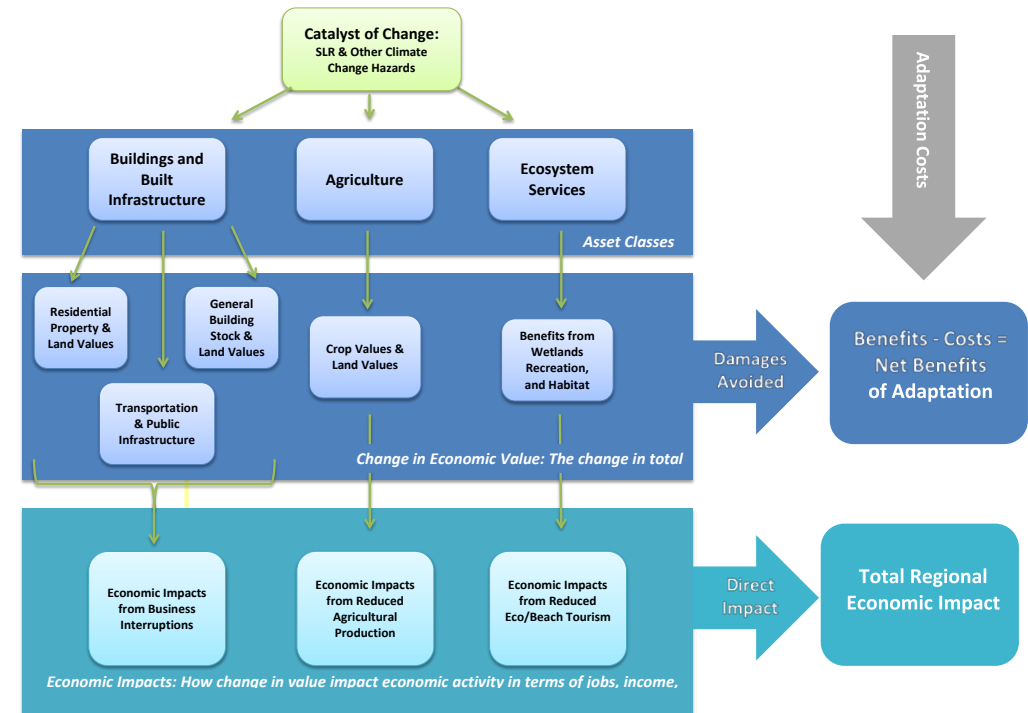 Catalyst of Change:
SLR & Other Climate
Change Hazards
Adaptation Costs
Buildings and
Built
Infrastructure
Agriculture
Ecosystem
Services
Asset Classes
Residential
Property &
Land Values
General
Building
Stock &
Land Values
Transportation
& Public
Infrastructure
Crop Values &
Land Values
Benefits from
Wetlands
Recreation,
and Habitat
Change in Economic Value: The change in total
Damages
Avoided
Benefits - Costs =
Net Benefits
of Adaptation
Economic Impacts
from Business
Interruptions
Economic Impacts
from Reduced
Agricultural
Production
Economic Impacts
from Reduced
Eco/Beach Tourism
Economic Impacts: How change in value impact economic activity in terms of jobs, income,
Direct
Impact
Total Regional
Economic Impact